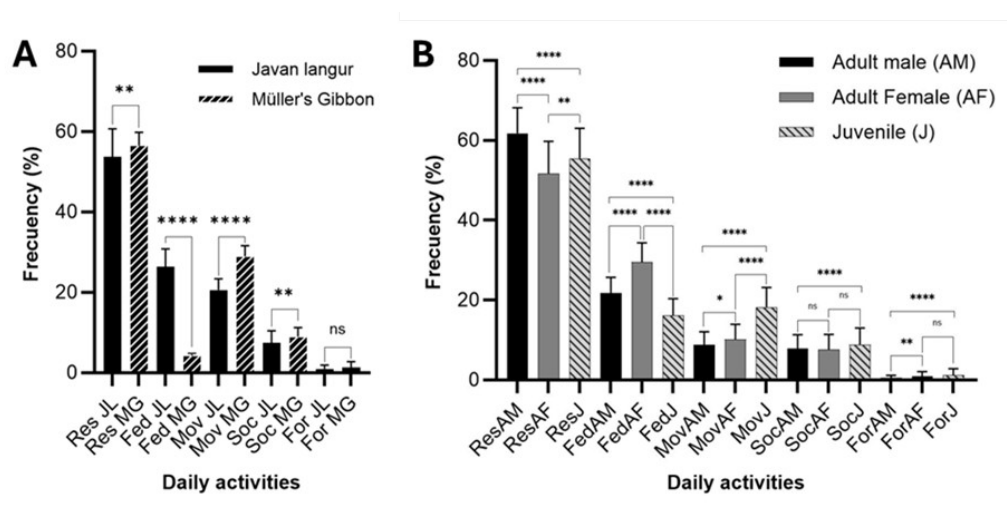 A
Frecuency (%)
80
60
40
20
0
Javan langur
Müller's Gibbon
**
****
****
**
ns
Res JL
Res MG
Fed JL
Fed MG
Mov JL
Mov MG
Soc JL
Soc MG
For JL
For MG
Daily activities
B
Frecuency (%)
80
60
40
20
0
Adult male (AM)
Adult Female (AF)
Juvenile (J)
****
****
**
****
****
****
****
*
****
****
ns
ns
****
**
ns
ResAM
ResAF
ResJ
FedAM
FedAF
FedJ
MovAM
MovAF
MovJ
SocAM
SocAF
SocJ
ForAM
ForAF
ForJ
Daily activities